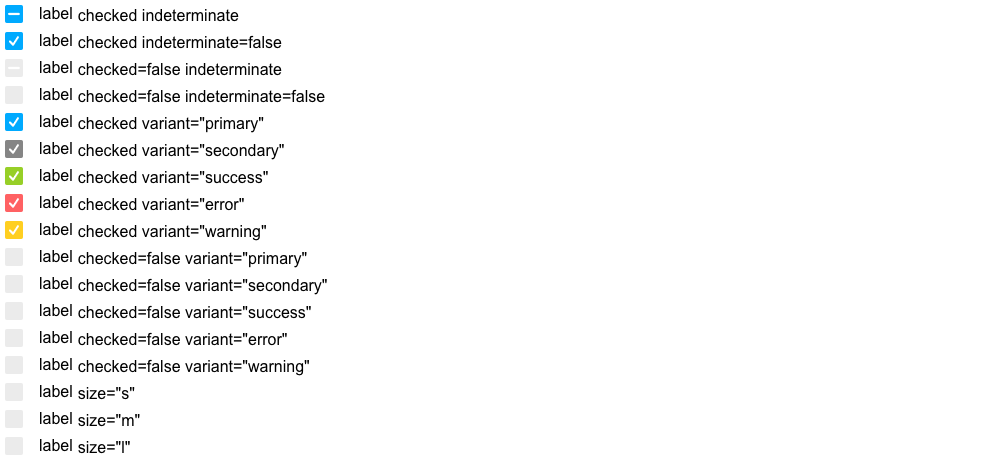 label checked indeterminate
label checked indeterminate=false
label checked=false indeterminate
label checked=false indeterminate=false
label checked variant="primary"
label checked variant="secondary"
label checked variant="success"
label checked variant="error"
label checked variant="warning"
label checked=false variant="primary"
label checked=false variant="secondary"
label checked=false variant="success"
label checked=false variant="error"
label checked=false variant="warning"
label size="s"
label size="m"
label size="l"